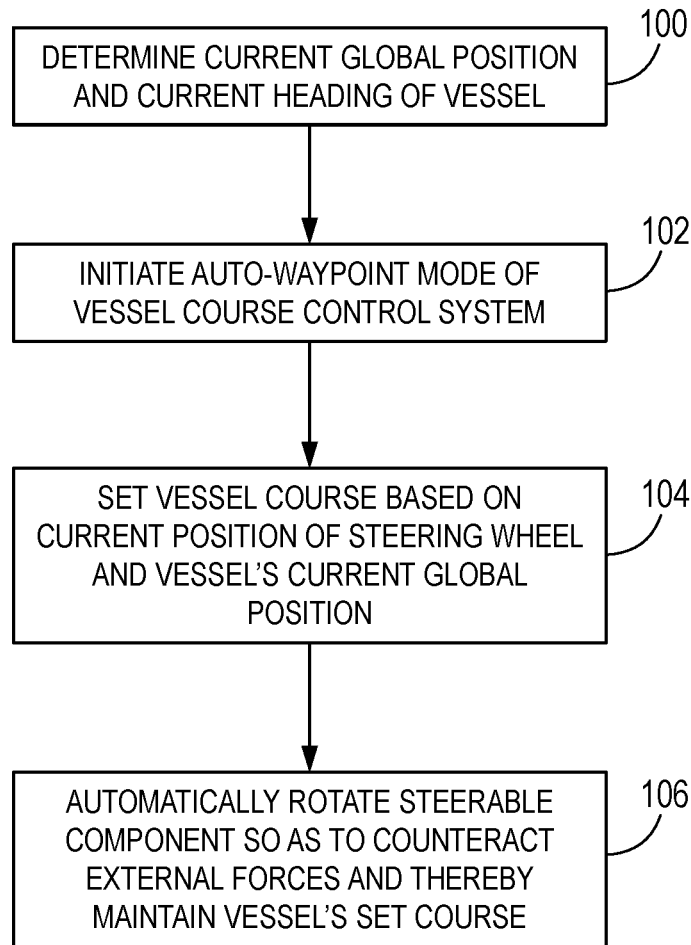 100
DETERMINE CURRENT GLOBAL POSITION
AND CURRENT HEADING OF VESSEL
102
INITIATE AUTO-WAYPOINT MODE OF
VESSEL COURSE CONTROL SYSTEM
104
SET VESSEL COURSE BASED ON
CURRENT POSITION OF STEERING WHEEL
AND VESSEL'S CURRENT GLOBAL
POSITION
106
AUTOMATICALLY ROTATE STEERABLE
COMPONENT SO AS TO COUNTERACT
EXTERNAL FORCES AND THEREBY
MAINTAIN VESSEL'S SET COURSE